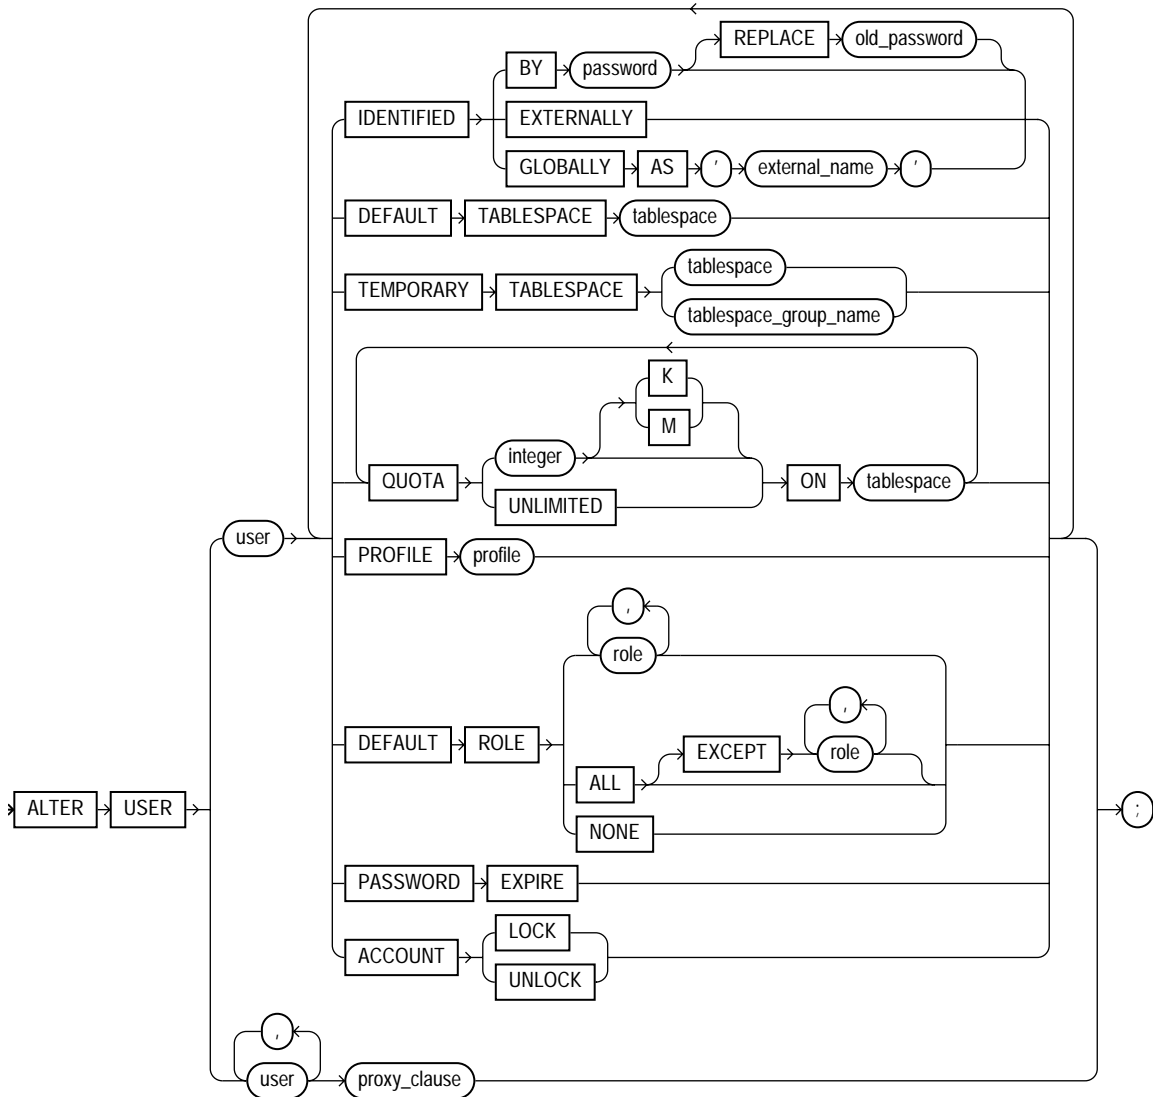 REPLACE old_password
BY password
IDENTIFIED EXTERNALLY
GLOBALLY AS ' external_name '
DEFAULT TABLESPACE tablespace
tablespace
TEMPORARY TABLESPACE
tablespace_group_name
K
M
integer
QUOTA ON tablespace
UNLIMITED
user
PROFILE profile
,
role
,
DEFAULT ROLE EXCEPT role
ALL
ALTER USER ;
NONE
PASSWORD EXPIRE
LOCK
ACCOUNT
UNLOCK
,
user proxy_clause